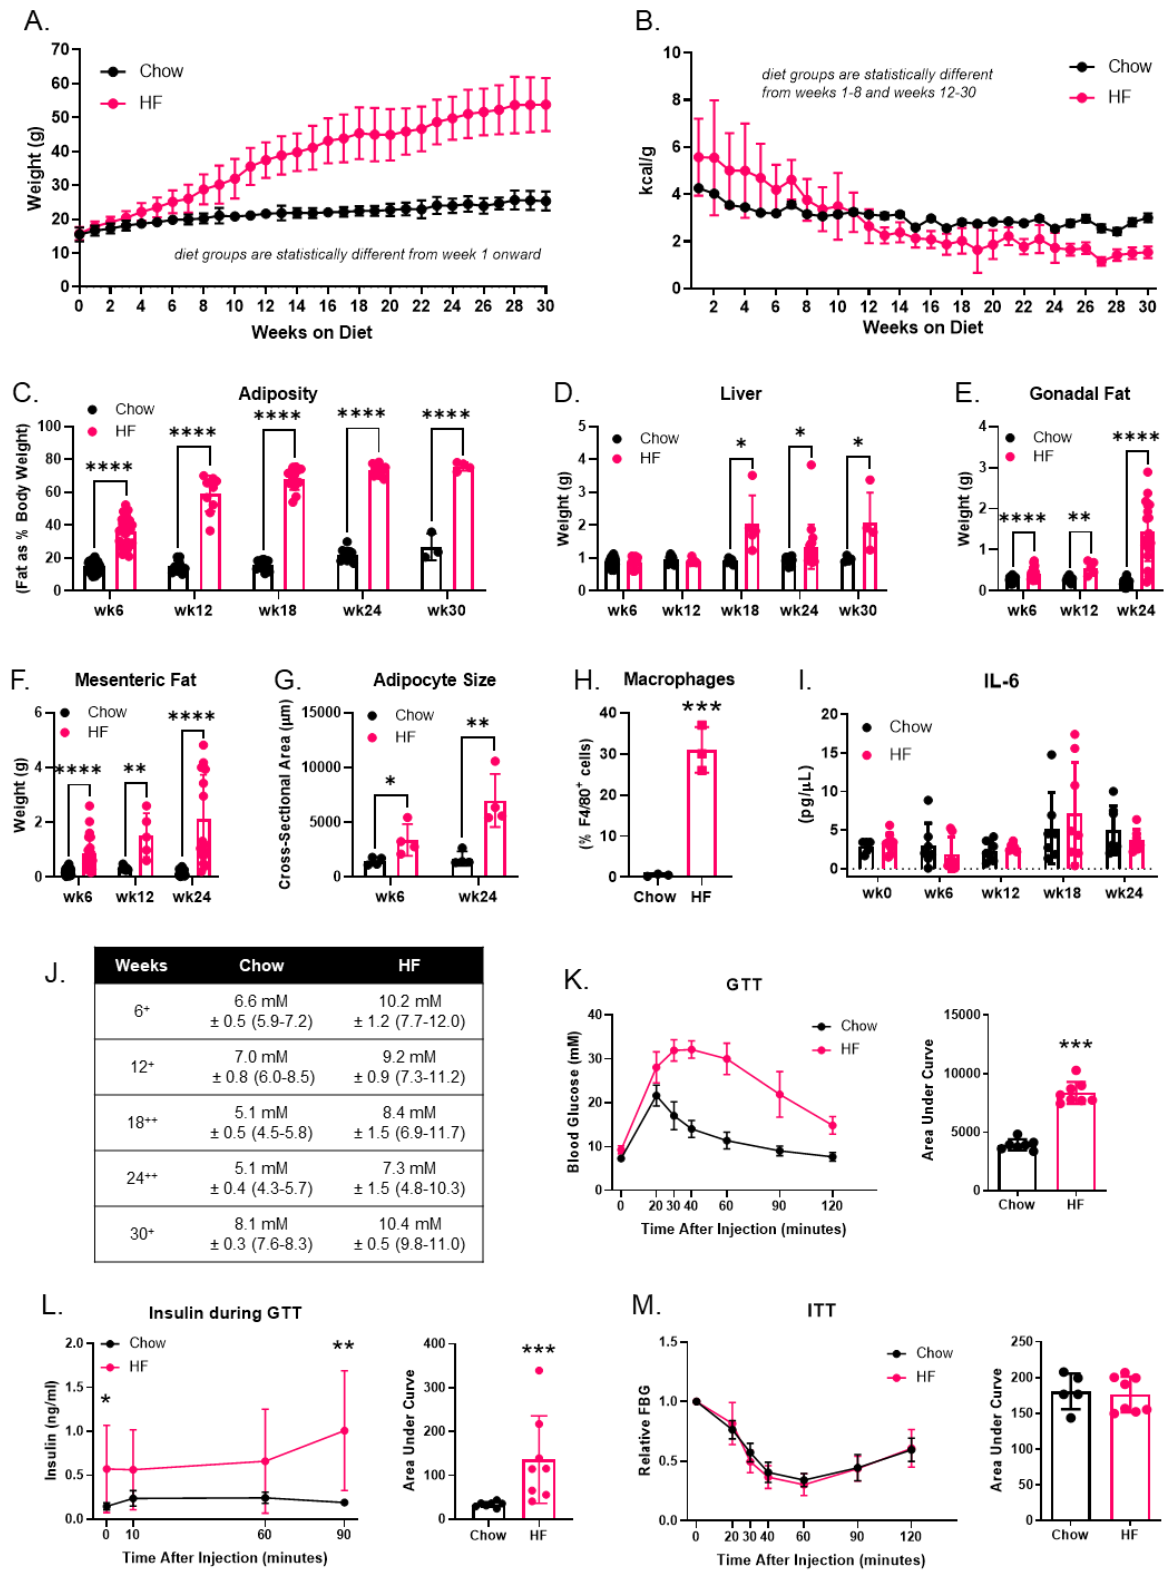 A.
70
60
50
40
30
20
10
0
Weight (g)
Chow
HF
diet groups are statistically different from week 1 onward
0 2 4 6 8 10 12 14 16 18 20 22 24 26 28 30
Weeks on Diet
B.
10
8
6
4
2
0
kcal/g
diet groups are statistically different
from weeks 1-8 and weeks 12-30
Chow
HF
2 4 6 8 10 12 14 16 18 20 22 24 26 28 30
Weeks on Diet
C.
Adiposity
Chow
HF
100
80
60
40
20
0
(Fat as % Body Weight)
**** **** **** **** ****
wk6 wk12 wk18 wk24 wk30
D.
Liver
Chow
HF
5
4
3
2
1
0
Weight (g)
* * *
wk6 wk12 wk18 wk24 wk30
E.
Gonadal Fat
Chow
HF
4
3
2
1
0
Weight (g)
**** ** ****
wk6 wk12 wk24
F.
Mesenteric Fat
Chow
HF
6
4
2
0
Weight (g)
**** ** ****
wk6 wk12 wk24
G.
Adipocyte Size
Chow
HF
15000
10000
5000
0
Cross-Sectional Area (μm)
* **
wk6 wk24
H.
Macrophages
***
40
30
20
10
0
(% F4/80⁺ cells)
Chow HF
I.
IL-6
Chow
HF
20
15
10
5
0
(pg/μL)
wk0 wk6 wk12 wk18 wk24
J.
Weeks Chow HF
6⁺ 6.6 mM 10.2 mM
± 0.5 (5.9-7.2) ± 1.2 (7.7-12.0)
12⁺ 7.0 mM 9.2 mM
± 0.8 (6.0-8.5) ± 0.9 (7.3-11.2)
18⁺⁺ 5.1 mM 8.4 mM
± 0.5 (4.5-5.8) ± 1.5 (6.9-11.7)
24⁺⁺ 5.1 mM 7.3 mM
± 0.4 (4.3-5.7) ± 1.5 (4.8-10.3)
30⁺ 8.1 mM 10.4 mM
± 0.3 (7.6-8.3) ± 0.5 (9.8-11.0)
K.
GTT
Chow
HF
40
30
20
10
0
Blood Glucose (mM)
0 20 30 40 60 90 120
Time After Injection (minutes)
15000
10000
5000
0
Area Under Curve
***
Chow HF
L.
Insulin during GTT
Chow
HF
2.0
1.5
1.0
0.5
0.0
Insulin (ng/ml)
* **
0 10 60 90
Time After Injection (minutes)
400
300
200
100
0
Area Under Curve
***
Chow HF
M.
ITT
Chow
HF
1.5
1.0
0.5
0.0
Relative FBG
0 20 30 40 60 90 120
Time After Injection (minutes)
250
200
150
100
50
0
Area Under Curve
Chow HF